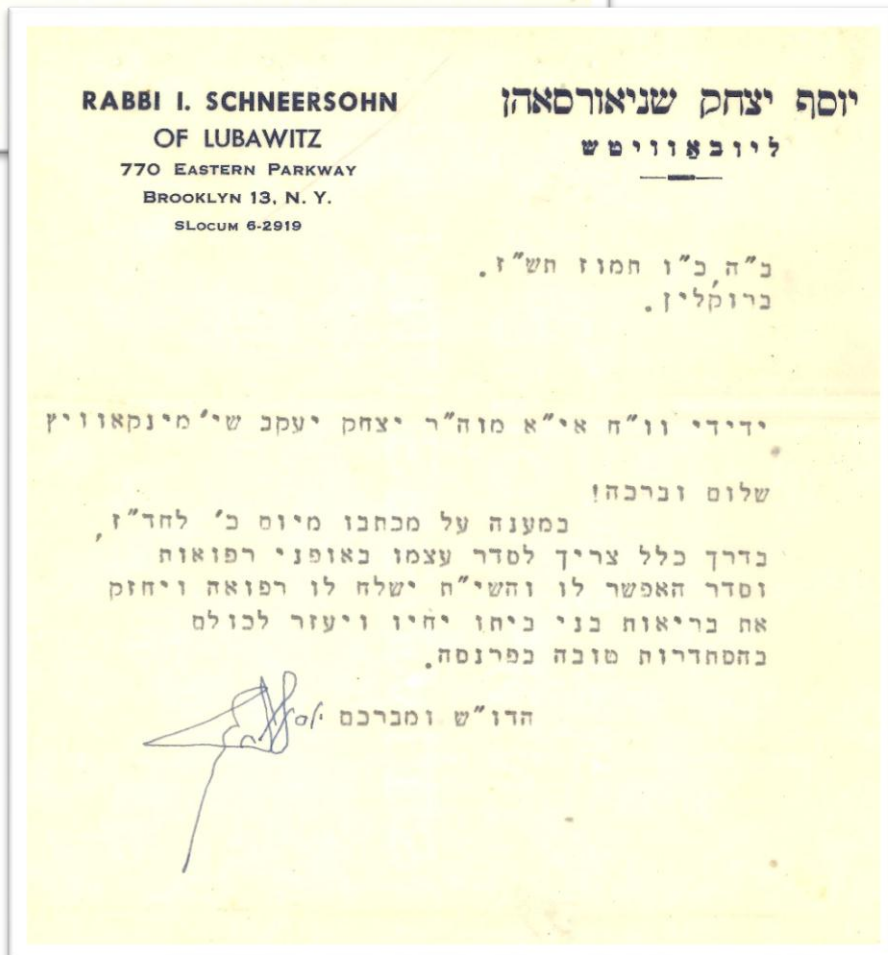 RABBI I. SCHNEERSOHN
OF LUBAWITZ
770 EASTERN PARKWAY
BROOKLYN 13, N. Y.
SLOCUM 6-2919
יוסף יצחק שניאורסאהן
ליובאַוויטש
ב"ה, כ"ו תמוז תש"ז.
ברוקלין.
ידידי וו"ח אי"א מוה"ר יצחק יעקב שי' מינקאוויץ
שלום וברכה!
במענה על מכתבו מיום כ' לחד"ז,
בדרך כלל צריך לסדר עצמו באופני רפואות
וסדר האפשר לו והשי"ת ישלח לו רפואה ויחזק
את בריאות בני ביתו יחיו ויעזר לכולם
בהסתדרות טובה בפרנסה.
הדו"ש ומברכם